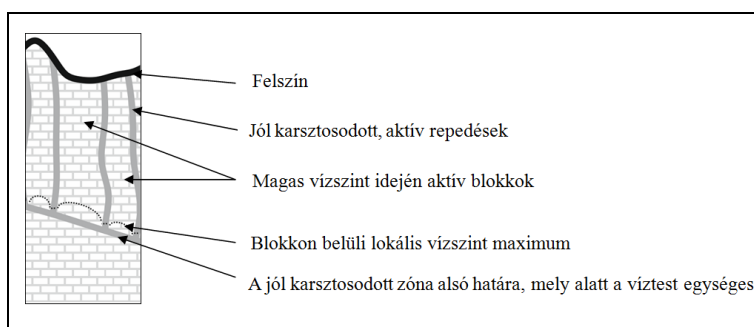 Felszín
Jól karsztosodott, aktív repedések
Magas vízszint idején aktív blokkok
Blokkon belüli lokális vízszint maximum
A jól karsztosodott zóna alsó határa, mely alatt a víztest egységes